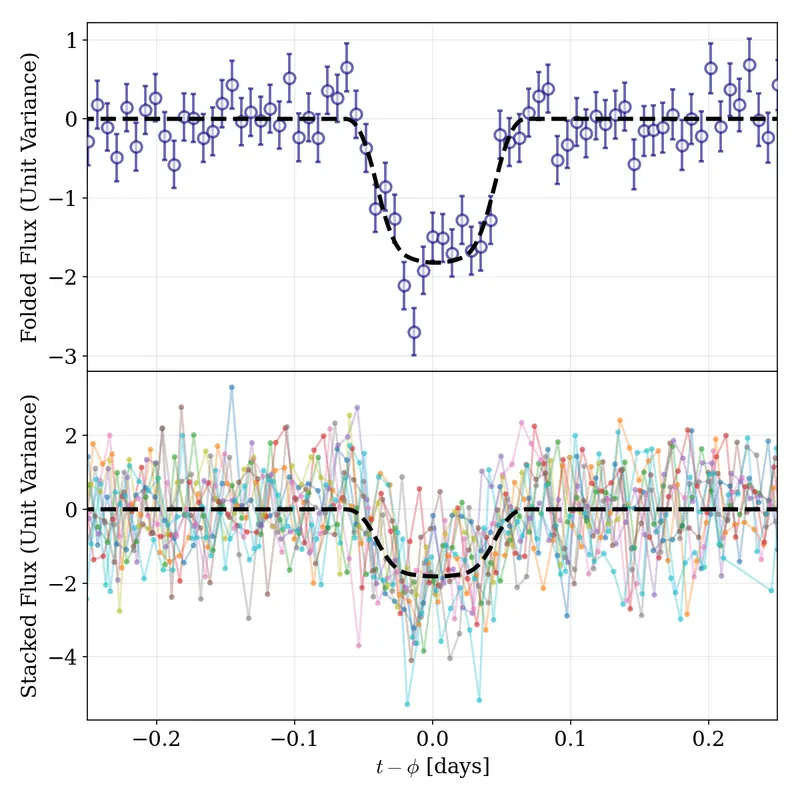 Folded Flux (Unit Variance)
1
0
−1
−2
−3
Stacked Flux (Unit Variance)
2
0
−2
−4
−0.2 −0.1 0.0 0.1 0.2
t − ϕ [days]